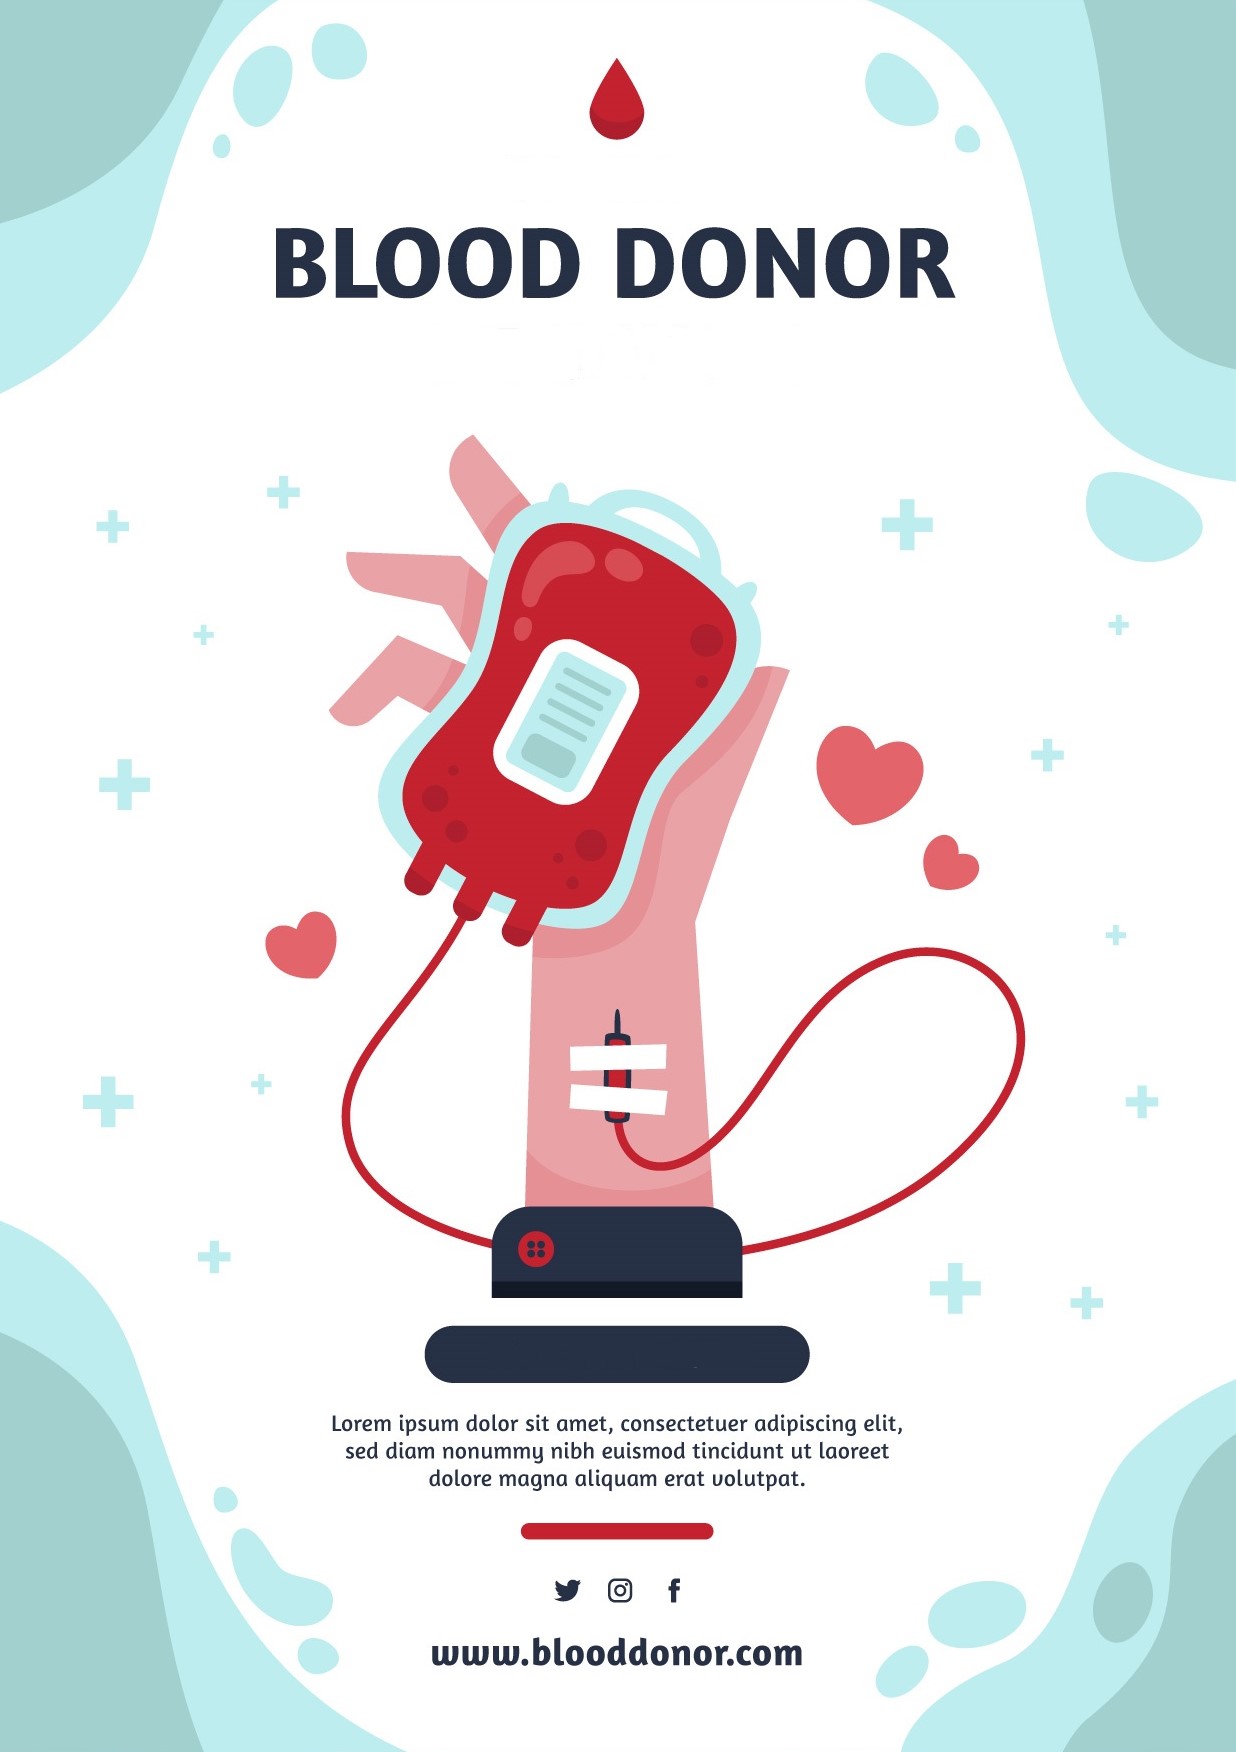 BLOOD DONOR
Lorem ipsum dolor sit amet, consectetuer adipiscing elit,
sed diam nonummy nibh euismod tincidunt ut laoreet
dolore magna aliquam erat volutpat.
www.blooddonor.com